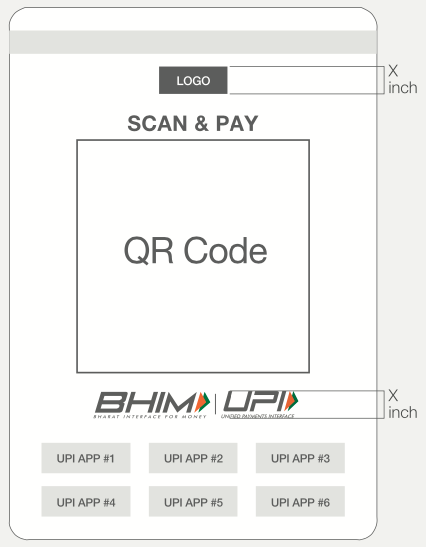 LOGO
X
inch
SCAN & PAY
QR Code
BHIM UPI
BHARAT INTERFACE FOR MONEY UNIFIED PAYMENTS INTERFACE
X
inch
UPI APP #1 UPI APP #2 UPI APP #3
UPI APP #4 UPI APP #5 UPI APP #6